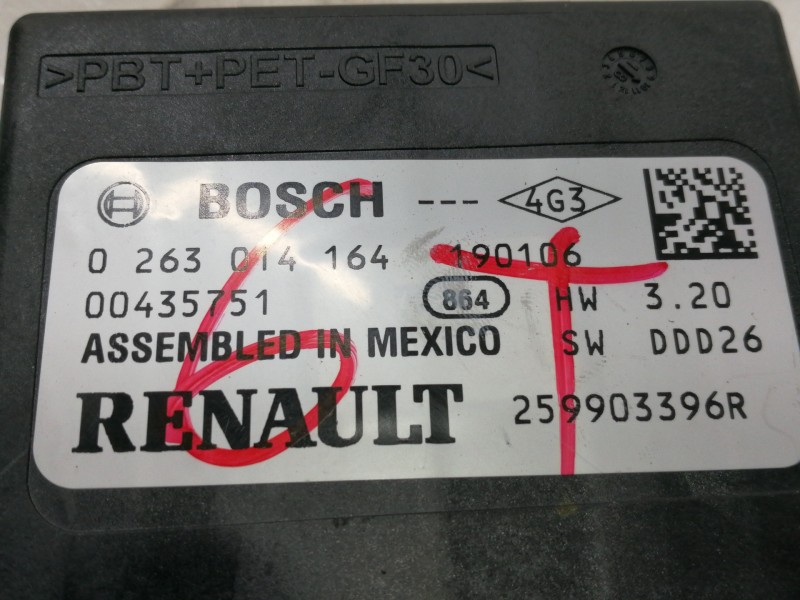 >PBT+PET-GF30<
BOSCH --- 4G3
0 263 014 164 190106
00435751 864 HW 3.20
ASSEMBLED IN MEXICO SW DDD26
RENAULT 259903396R
6T